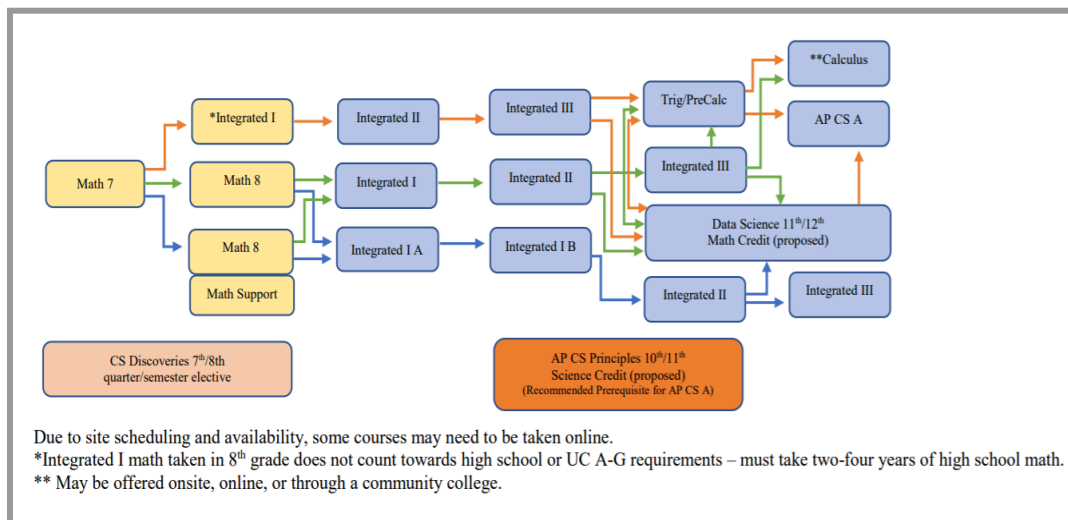 **Calculus
*Integrated I
Integrated II
Integrated III
Trig/PreCalc
AP CS A
Math 7
Math 8
Integrated I
Integrated II
Integrated III
Data Science 11th/12th
Math Credit (proposed)
Math 8
Integrated I A
Integrated I B
Math Support
Integrated II
Integrated III
CS Discoveries 7th/8th
quarter/semester elective
AP CS Principles 10th/11th
Science Credit (proposed)
(Recommended Prerequisite for AP CS A)
Due to site scheduling and availability, some courses may need to be taken online.
*Integrated I math taken in 8th grade does not count towards high school or UC A-G requirements – must take two-four years of high school math.
** May be offered onsite, online, or through a community college.